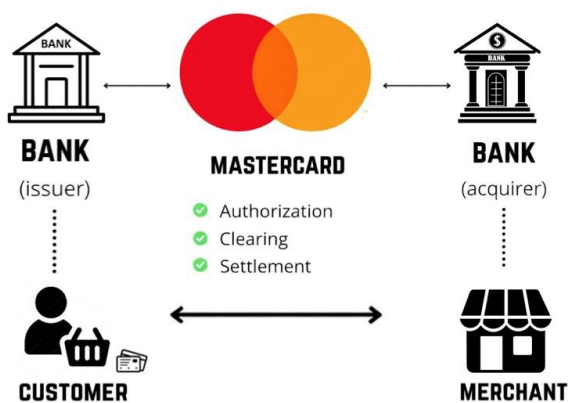 BANK
$
BANK
BANK
(issuer)
MASTERCARD
BANK
(acquirer)
Authorization
Clearing
Settlement
CUSTOMER
MERCHANT